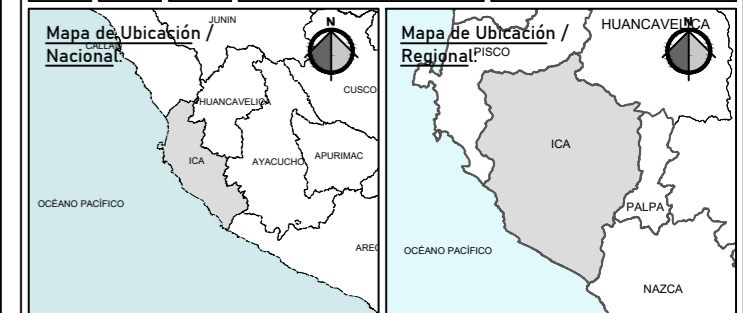 JUNIN
Mapa de Ubicación /
Nacional:
CALLAO
N
CUSCO
HUANCAVELICA
ICA
AYACUCHO
APURIMAC
OCÉANO PACÍFICO
AREQ
Mapa de Ubicación /
Regional:
PISCO
HUANCAVELICA
N
ICA
PALPA
OCÉANO PACÍFICO
NAZCA